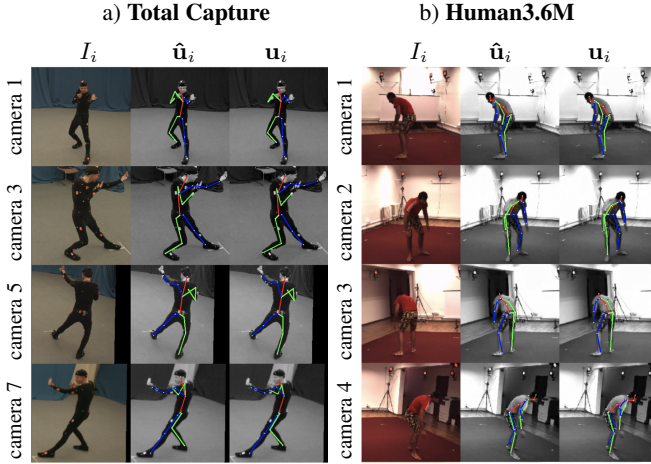 a) Total Capture
I_i û_i u_i
camera 1
camera 3
camera 5
camera 7
b) Human3.6M
I_i û_i u_i
camera 1
camera 2
camera 3
camera 4